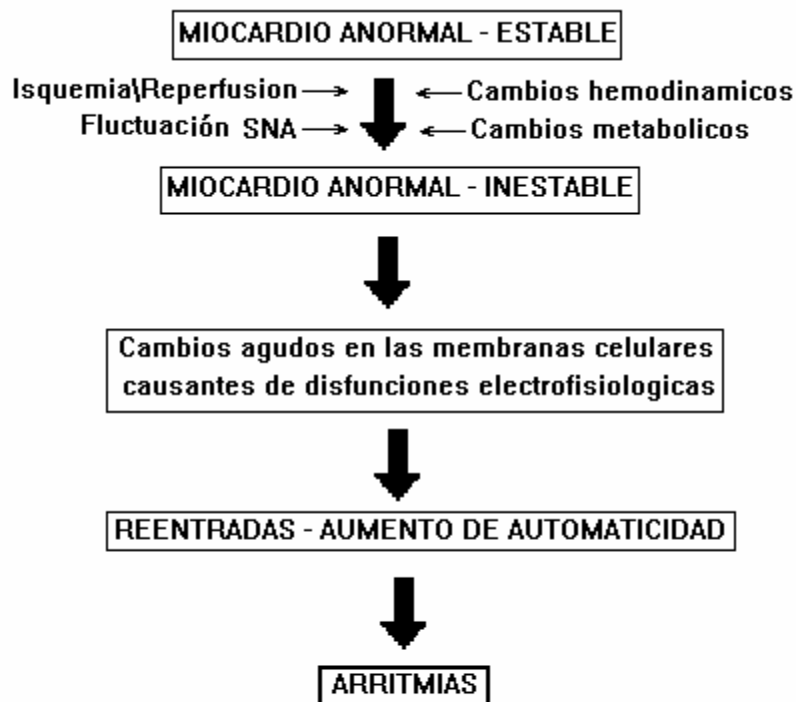 MIOCARDIO ANORMAL - ESTABLE
Isquemia\Reperfusion
Cambios hemodinamicos
Fluctuación SNA
Cambios metabolicos
MIOCARDIO ANORMAL - INESTABLE
Cambios agudos en las membranas celulares
causantes de disfunciones electrofisiologicas
REENTRADAS - AUMENTO DE AUTOMATICIDAD
ARRITMIAS